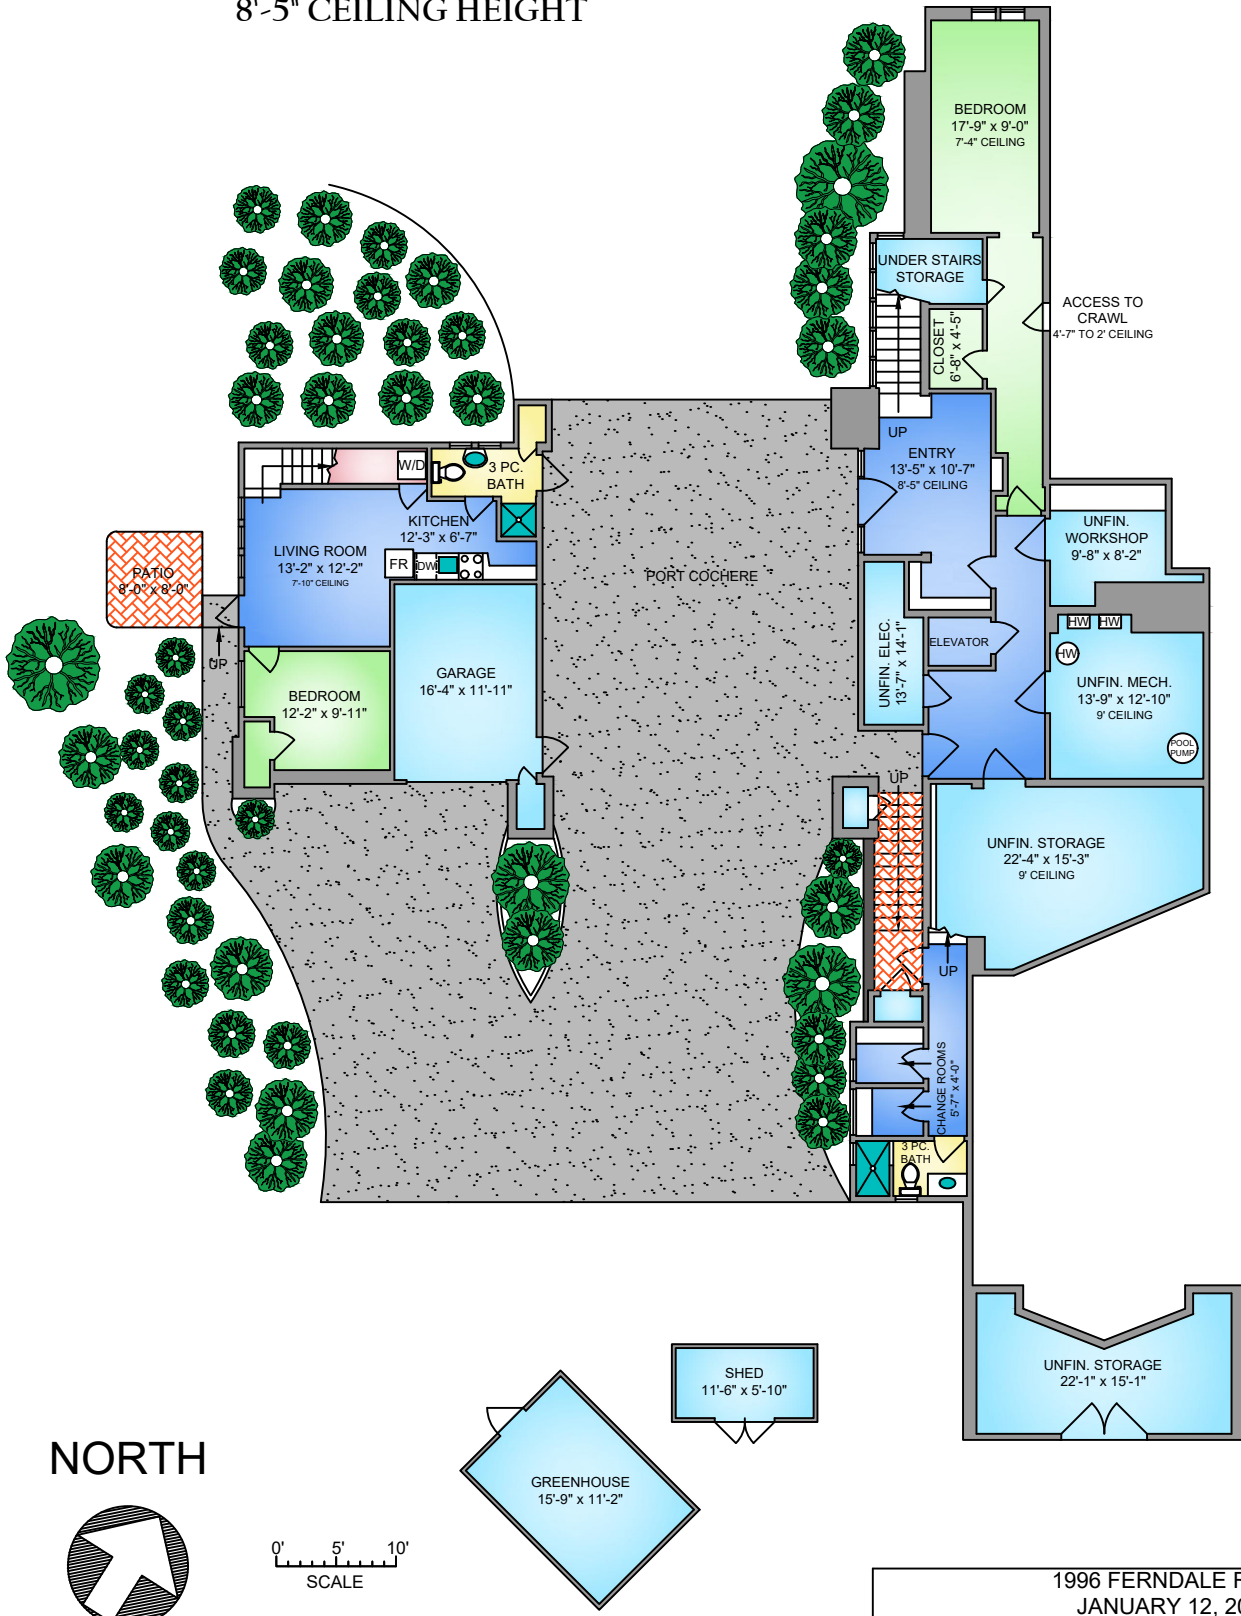 8'-5" CEILING HEIGHT
BEDROOM
17'-9" x 9'-0"
7'-4" CEILING
UNDER STAIRS
STORAGE
ACCESS TO
CRAWL
4'-7" TO 2' CEILING
CLOSET
6'-8" x 4'-5"
UP
ENTRY
13'-5" x 10'-7"
8'-5" CEILING
W/D
3 PC.
BATH
KITCHEN
12'-3" x 6'-7"
LIVING ROOM
13'-2" x 12'-2"
7'-10" CEILING
FR
DW
PATIO
8'-0" x 8'-0"
UP
PORT COCHERE
UNFIN.
WORKSHOP
9'-8" x 8'-2"
HW
HW
HW
UNFIN. ELEC.
13'-7" x 14'-1"
ELEVATOR
GARAGE
16'-4" x 11'-11"
BEDROOM
12'-2" x 9'-11"
UNFIN. MECH.
13'-9" x 12'-10"
9' CEILING
POOL
PUMP
UP
UNFIN. STORAGE
22'-4" x 15'-3"
9' CEILING
UP
CHANGE ROOMS
5'-7" x 4'-0"
3 PC.
BATH
UNFIN. STORAGE
22'-1" x 15'-1"
SHED
11'-6" x 5'-10"
GREENHOUSE
15'-9" x 11'-2"
NORTH
0' 5' 10'
SCALE
1996 FERNDALE
JANUARY 12,